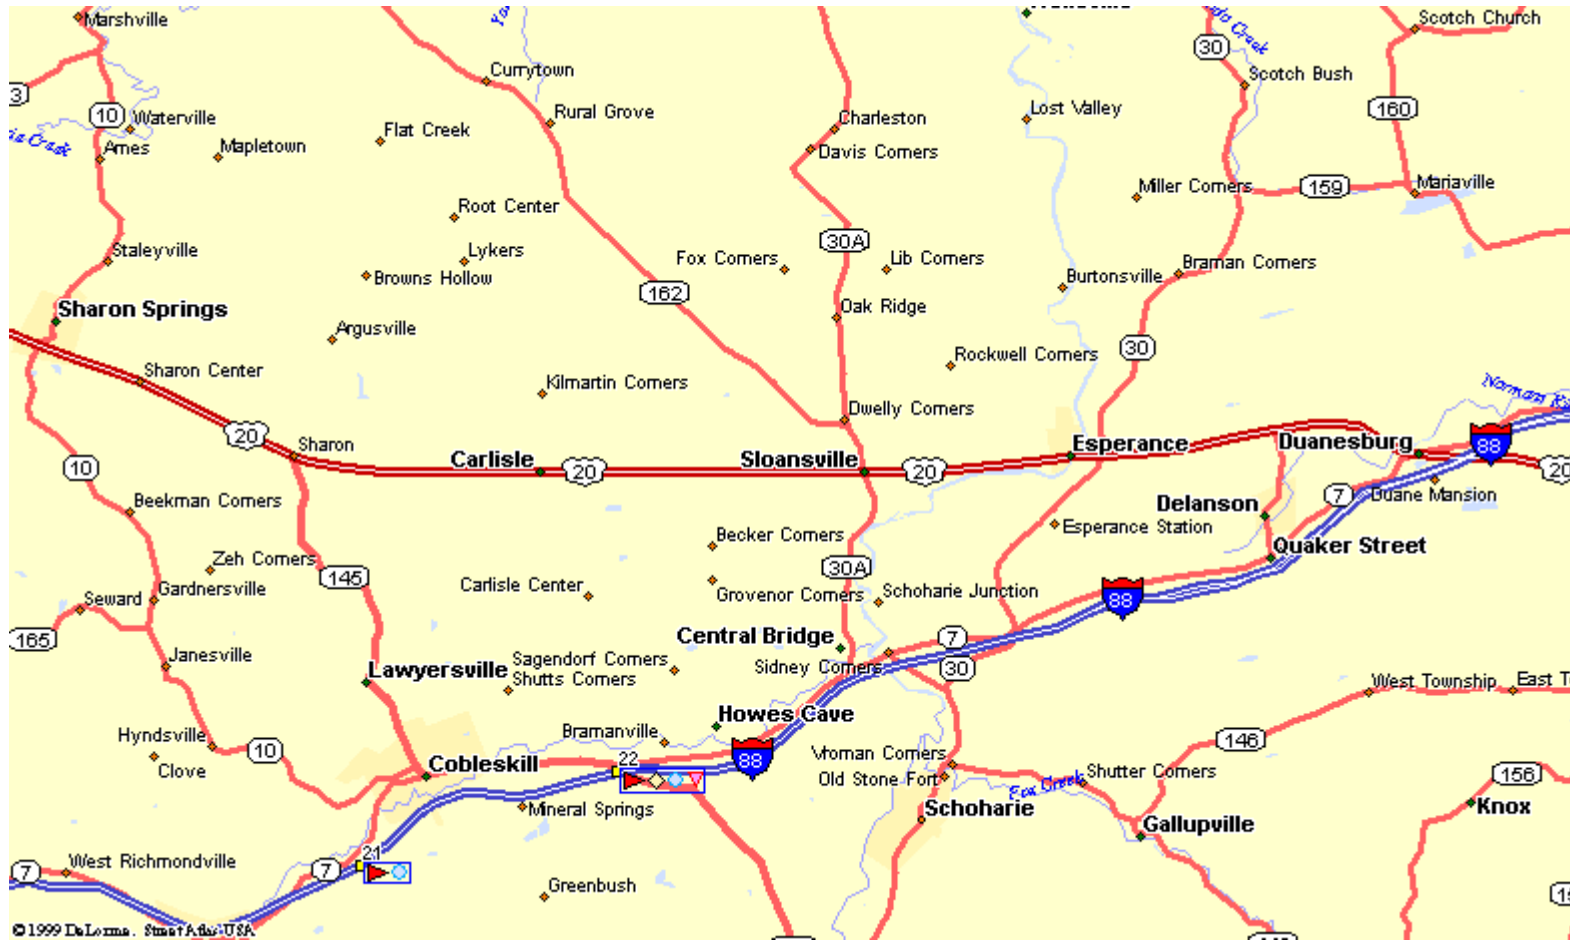 Marshville
Scotch Church
Currytown
30
Scotch Bush
Creek
3
10
Waterville
Rural Grove
Charleston
Lost Valley
160
Creek
Ames
Mapletown
Flat Creek
Davis Corners
Miller Corners
159
Mariaville
Root Center
Staleyville
Lykers
Fox Corners
30A
Lib Corners
Braman Corners
Browns Hollow
162
Burtonsville
Sharon Springs
Argusville
Oak Ridge
30
Rockwell Corners
Sharon Center
Kilmartin Corners
Dwelly Corners
Norman
20
Sharon
Carlisle
20
Sloansville
20
Esperance
Duanesburg
88
20
10
Beekman Corners
7
Duane Mansion
Delanson
Esperance Station
Becker Corners
Quaker Street
Zeh Corners
145
Carlisle Center
30A
Gardnersville
Grovenor Corners
Schoharie Junction
88
Seward
165
Central Bridge
7
Janesville
Lawyersville
Sagendorf Corners
Shutts Corners
Sidney Corners
30
West Township
East T
Howes Cave
Hyndsville
10
Bramanville
146
Clove
Cobleskill
22
88
Vroman Corners
Old Stone Fort
Shutter Corners
156
Fox Creek
Mineral Springs
Schoharie
Gallupville
Knox
21
7
West Richmondville
7
Greenbush
©1999 DeLorme. Street Atlas USA